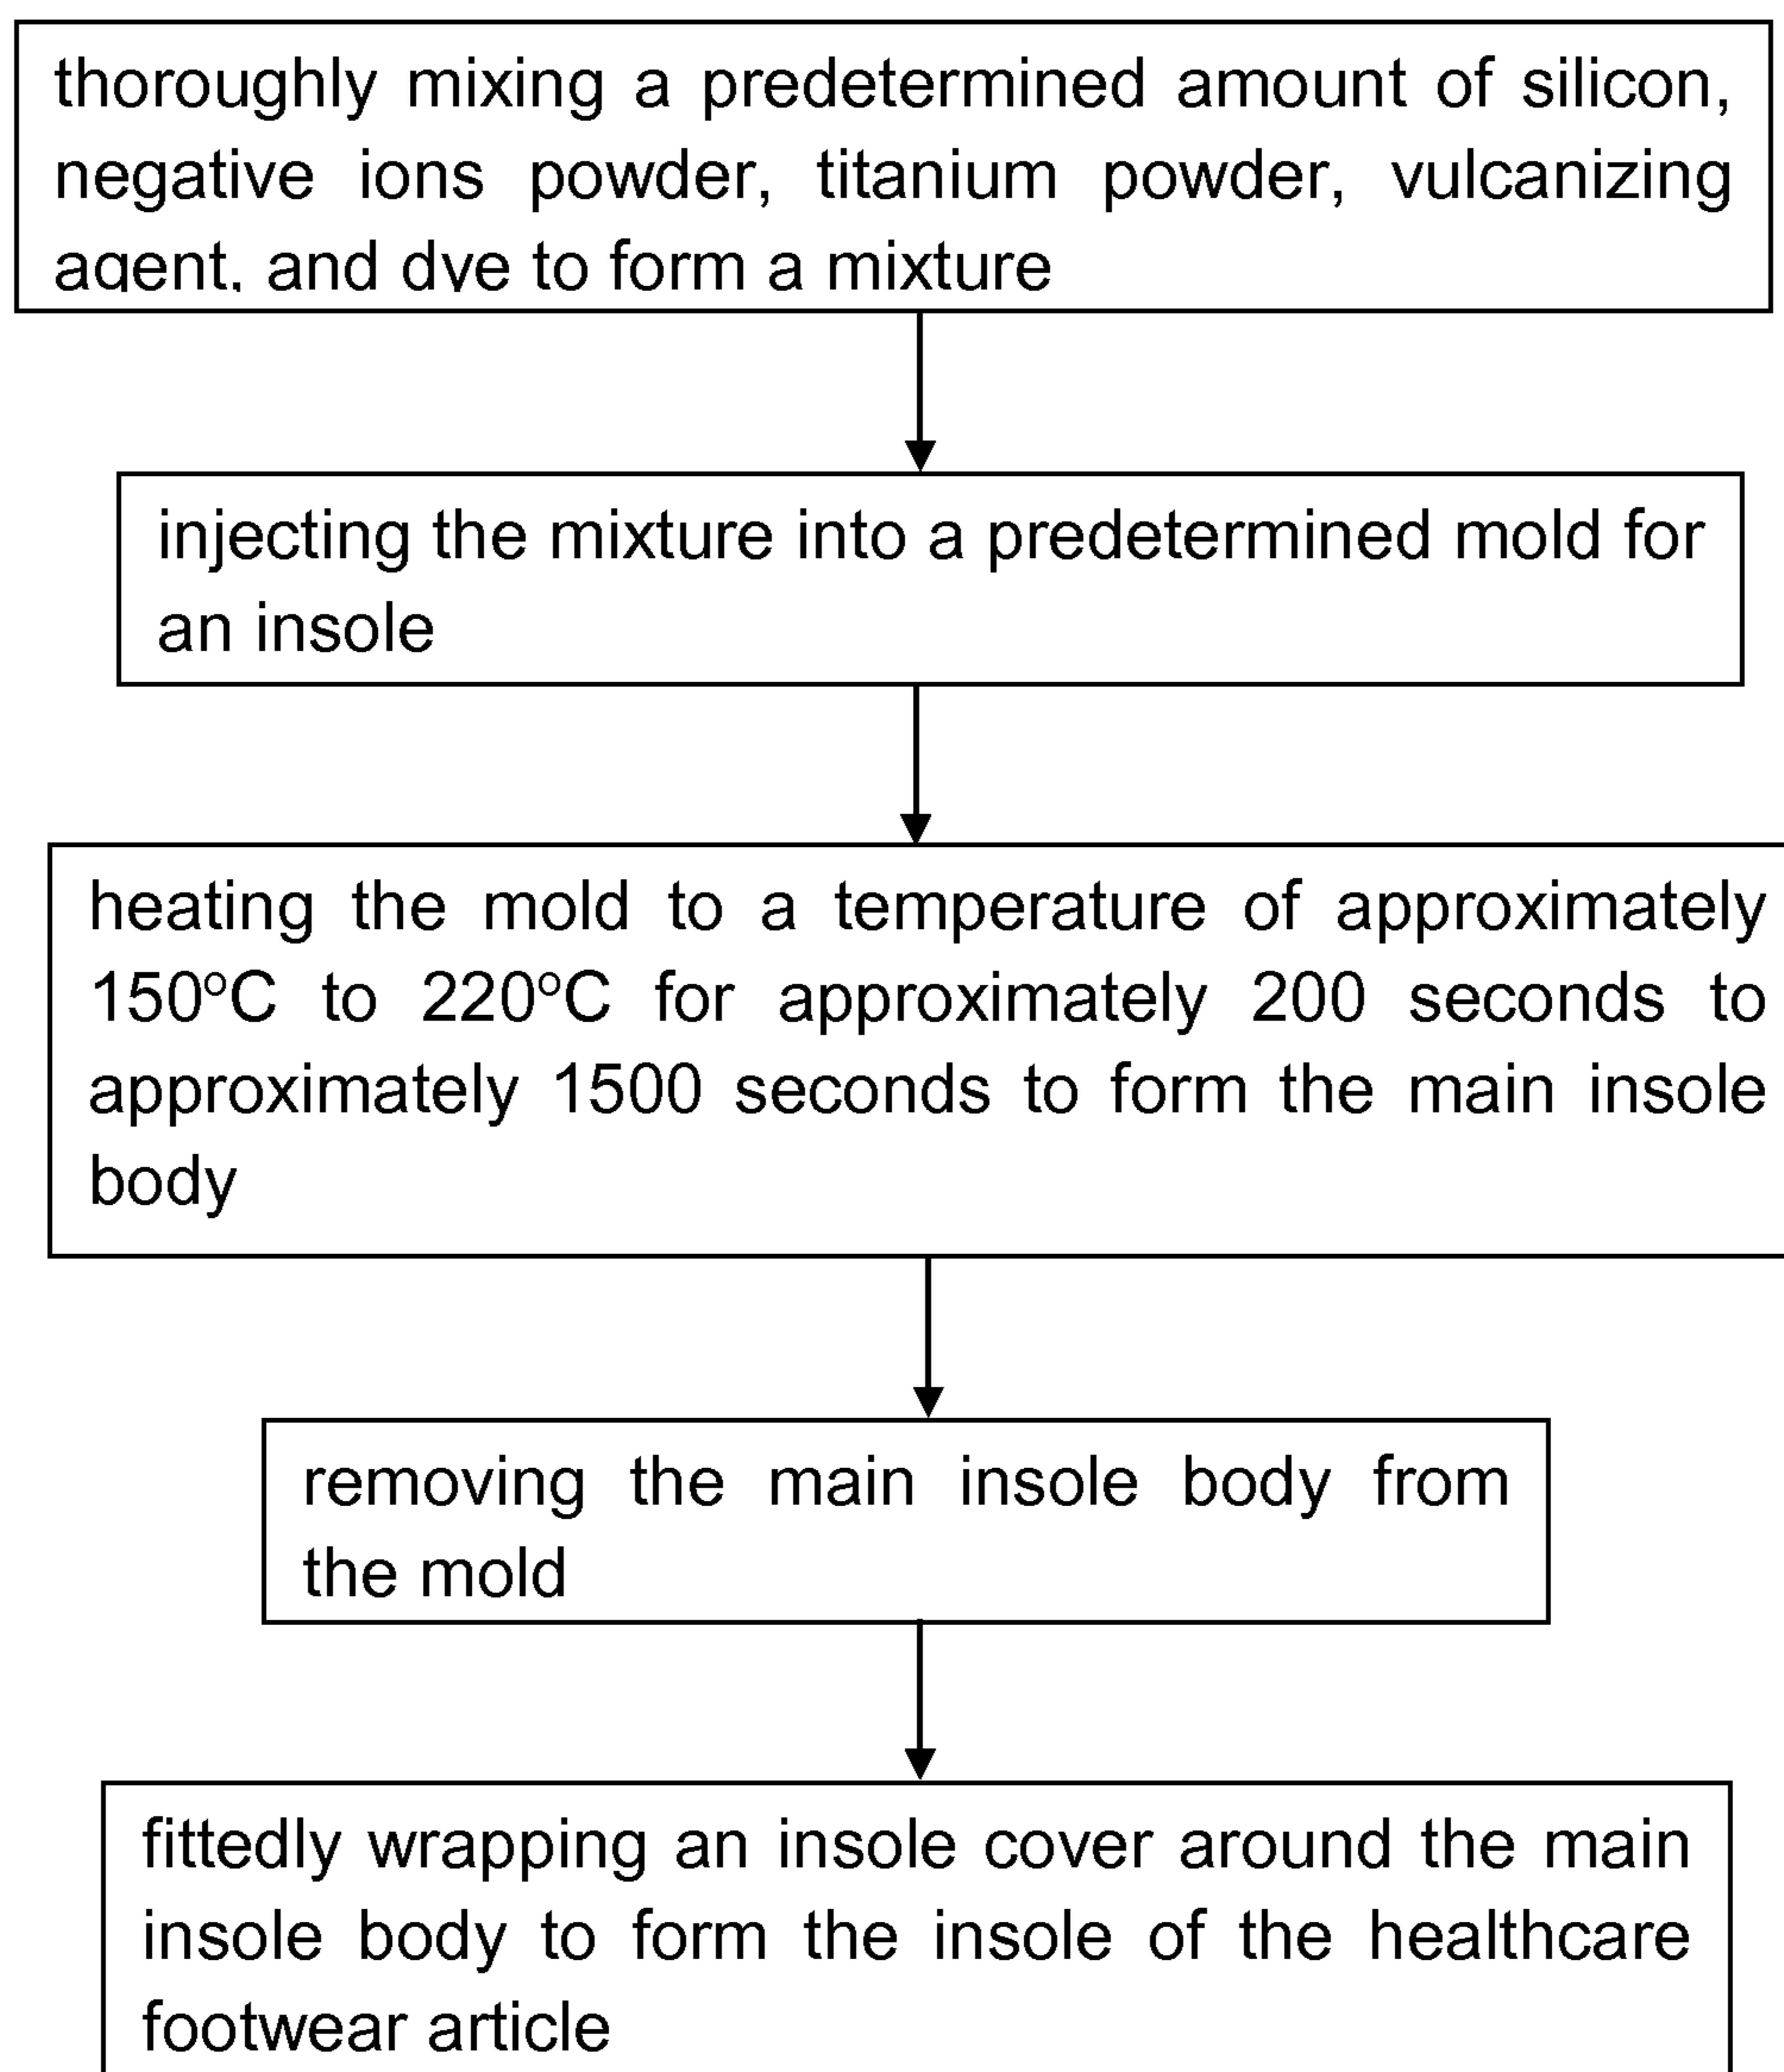 thoroughly mixing a predetermined amount of silicon,
negative ions powder, titanium powder, vulcanizing
agent, and dye to form a mixture
injecting the mixture into a predetermined mold for
an insole
heating the mold to a temperature of approximately
150°C to 220°C for approximately 200 seconds to
approximately 1500 seconds to form the main insole
body
removing the main insole body from
the mold
fittedly wrapping an insole cover around the main
insole body to form the insole of the healthcare
footwear article